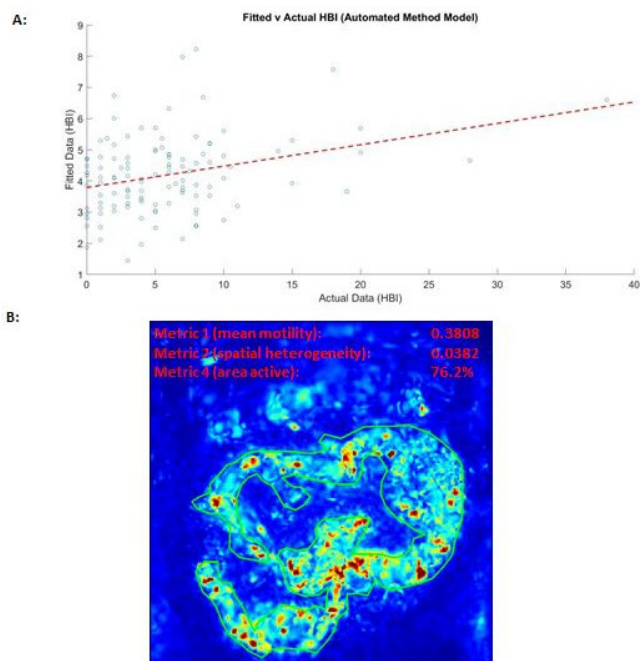 A:
Fitted v Actual HBI (Automated Method Model)
Fitted Data (HBI)
9
8
7
6
5
4
3
2
1
0 5 10 15 20 25 30 35 40
Actual Data (HBI)
B:
Metric 1 (mean motility): 0.3808
Metric 2 (spatial heterogeneity): 0.0382
Metric 4 (area active): 76.2%